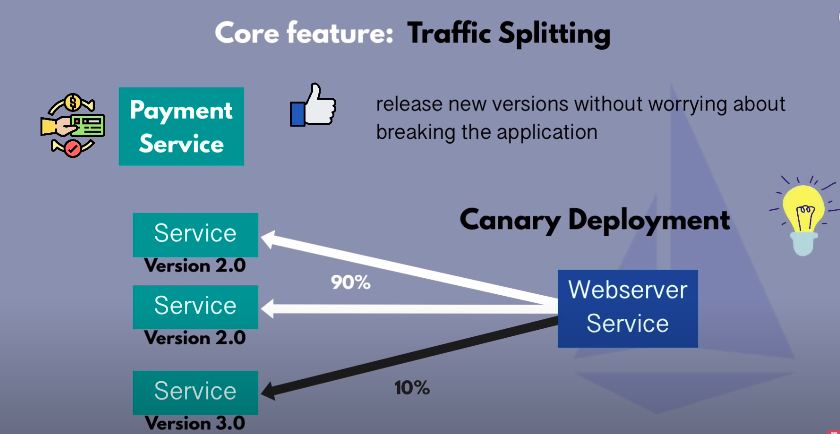 Core feature: Traffic Splitting
Payment
Service
release new versions without worrying about
breaking the application
Canary Deployment
Service
Version 2.0
90%
Webserver
Service
Service
Version 2.0
Service
10%
Version 3.0